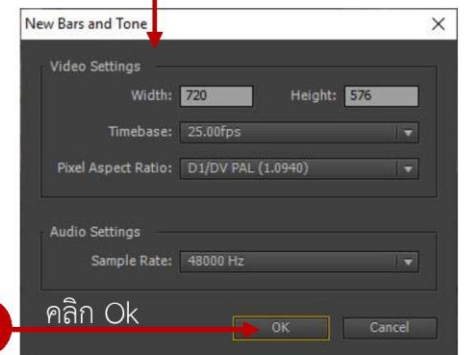 New Bars and Tone
Video Settings
Width: 720 Height: 576
Timebase: 25.00fps
Pixel Aspect Ratio: D1/DV PAL (1.0940)
Audio Settings
Sample Rate: 48000 Hz
คลิก Ok
OK Cancel